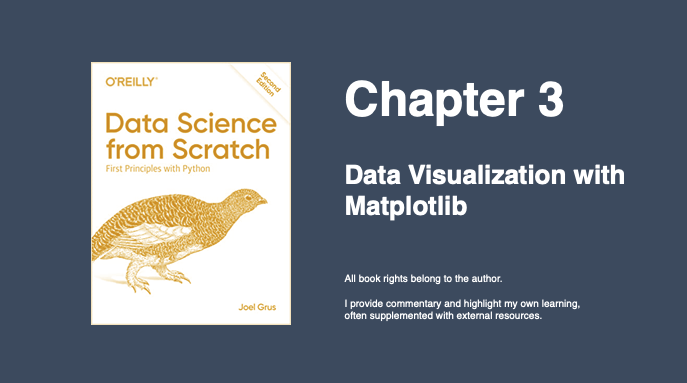 O'REILLY®
Second
Edition
Data Science
from Scratch
First Principles with Python
Joel Grus
Chapter 3
Data Visualization with
Matplotlib
All book rights belong to the author.
I provide commentary and highlight my own learning,
often supplemented with external resources.